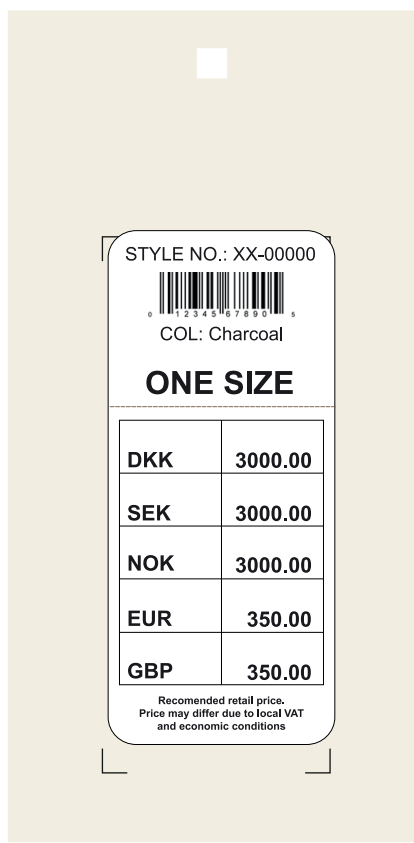 STYLE NO.: XX-00000
0 12345 67890 5
COL: Charcoal
ONE SIZE
DKK 3000.00
SEK 3000.00
NOK 3000.00
EUR 350.00
GBP 350.00
Recomended retail price.
Price may differ due to local VAT
and economic conditions